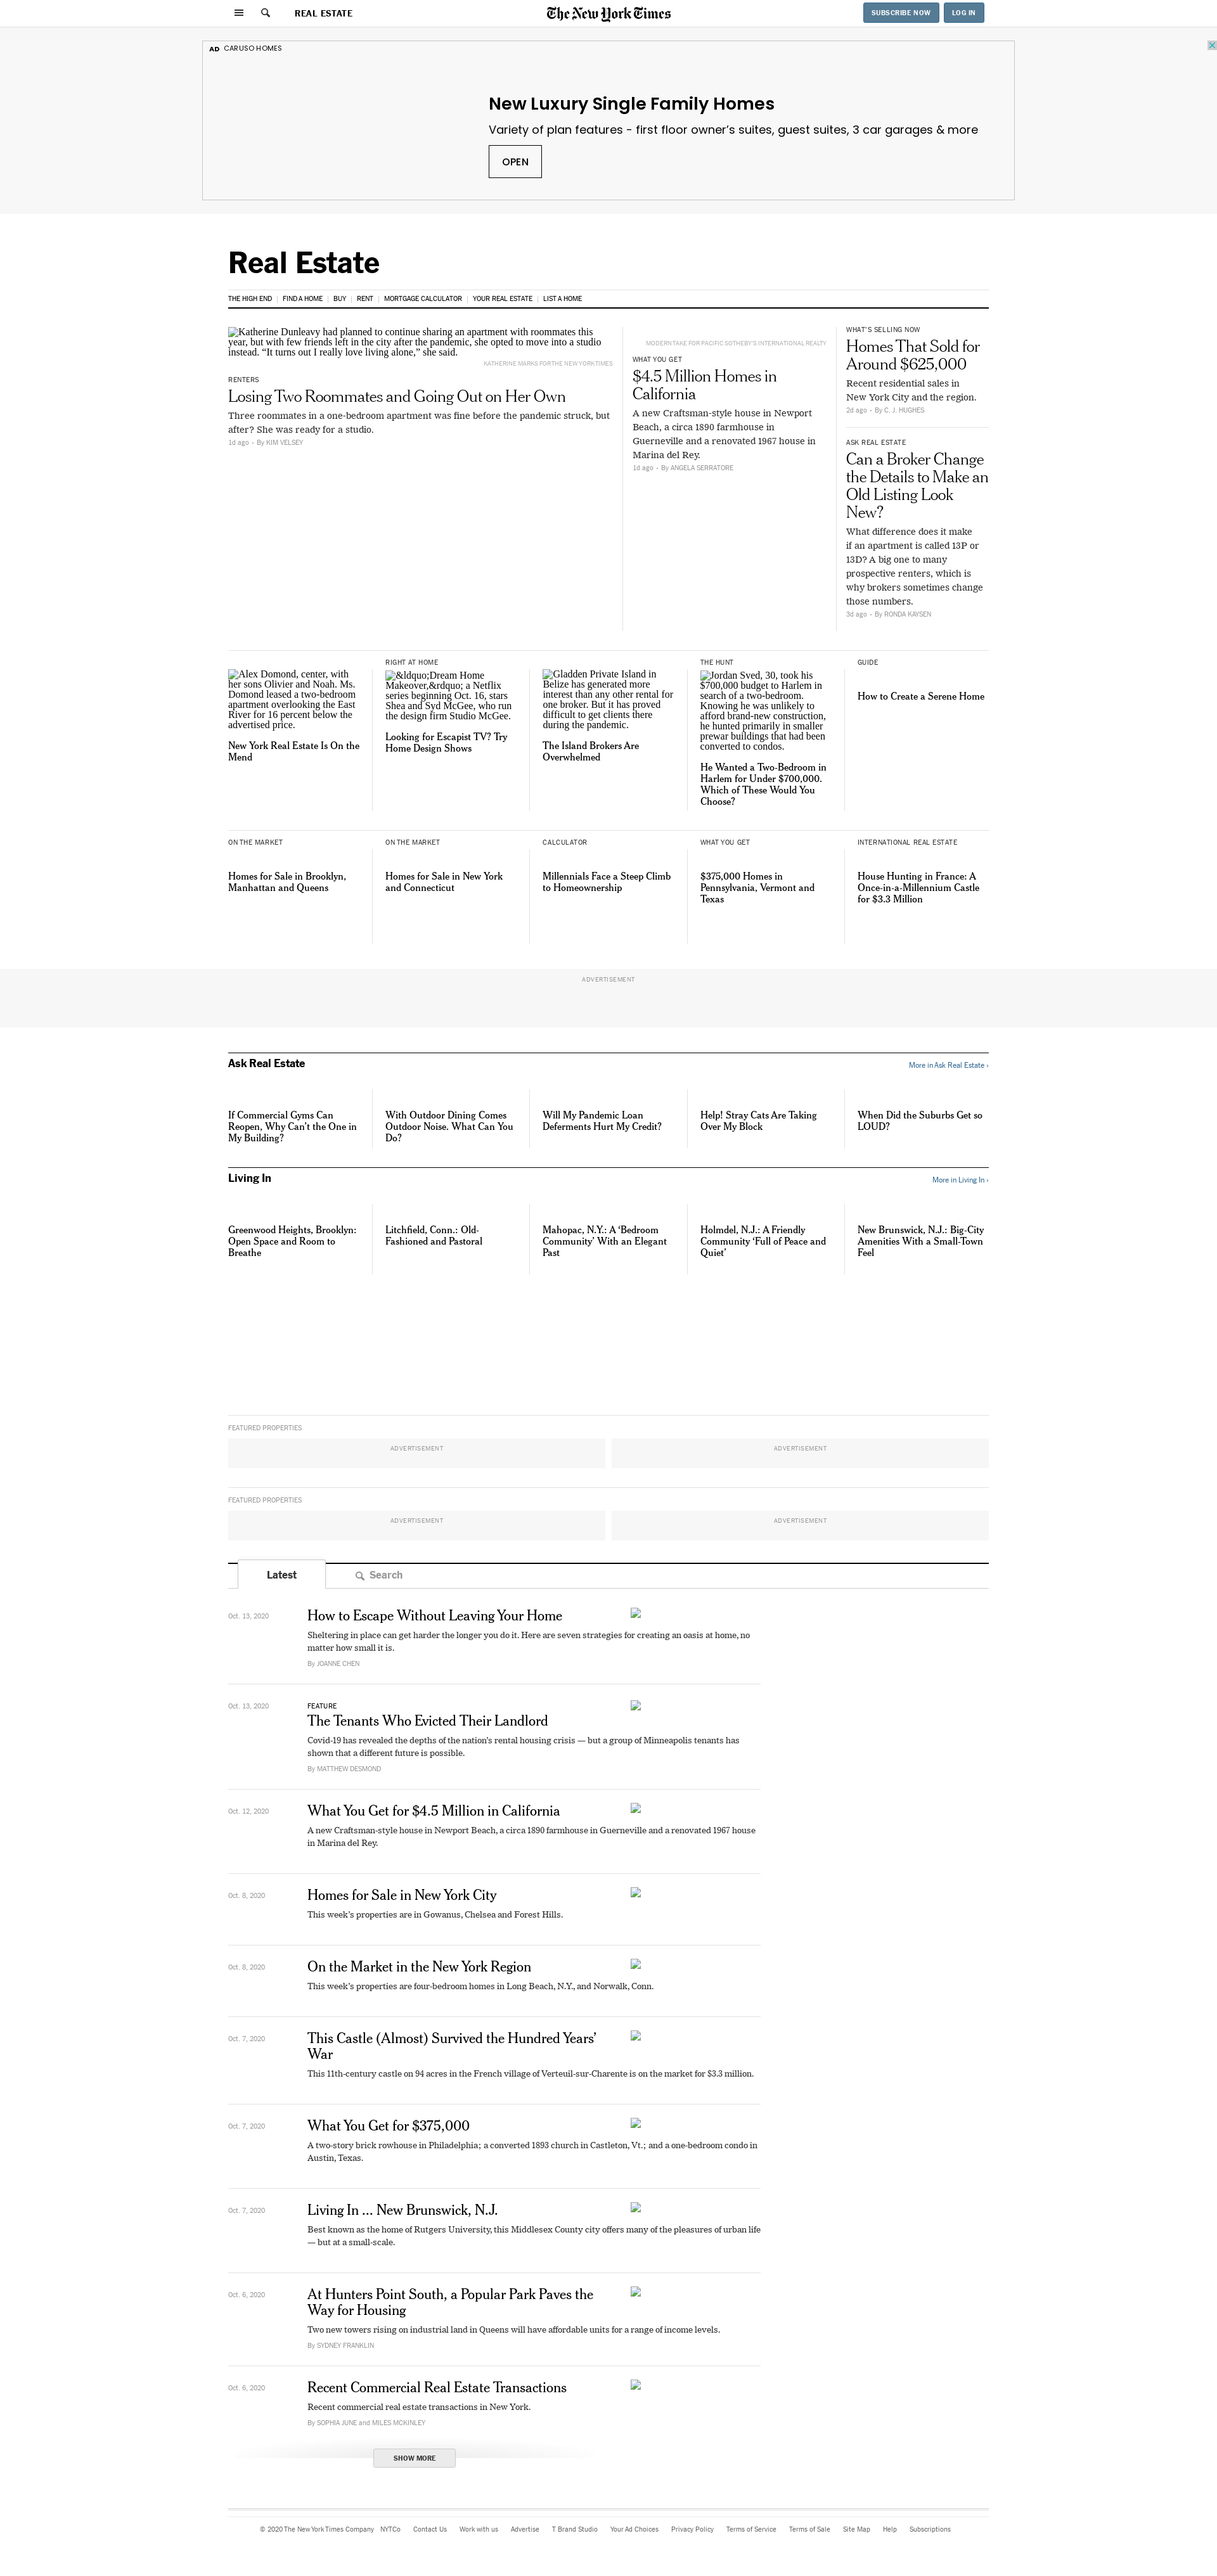 REAL ESTATE
The New York Times
SUBSCRIBE NOW
LOG IN
AD CARUSO HOMES
New Luxury Single Family Homes
Variety of plan features - first floor owner's suites, guest suites, 3 car garages & more
OPEN
Real Estate
THE HIGH END
FIND A HOME
BUY
RENT
MORTGAGE CALCULATOR
YOUR REAL ESTATE
LIST A HOME
Katherine Dunleavy had planned to continue sharing an apartment with roommates this
year, but with few friends left in the city after the pandemic, she opted to move into a studio
instead. “It turns out I really love living alone,” she said.
KATHERINE MARKS FOR THE NEW YORK TIMES
RENTERS
Losing Two Roommates and Going Out on Her Own
Three roommates in a one-bedroom apartment was fine before the pandemic struck, but
after? She was ready for a studio.
1d ago - By KIM VELSEY
MODERN TAKE FOR PACIFIC SOTHEBY'S INTERNATIONAL REALTY
WHAT YOU GET
$4.5 Million Homes in
California
A new Craftsman-style house in Newport
Beach, a circa 1890 farmhouse in
Guerneville and a renovated 1967 house in
Marina del Rey.
1d ago - By ANGELA SERRATORE
WHAT'S SELLING NOW
Homes That Sold for
Around $625,000
Recent residential sales in
New York City and the region.
2d ago - By C. J. HUGHES
ASK REAL ESTATE
Can a Broker Change
the Details to Make an
Old Listing Look
New?
What difference does it make
if an apartment is called 13P or
13D? A big one to many
prospective renters, which is
why brokers sometimes change
those numbers.
3d ago - By RONDA KAYSEN
Alex Domond, center, with
her sons Olivier and Noah. Ms.
Domond leased a two-bedroom
apartment overlooking the East
River for 16 percent below the
advertised price.
New York Real Estate Is On the
Mend
RIGHT AT HOME
&ldquo;Dream Home
Makeover,&rdquo; a Netflix
series beginning Oct. 16, stars
Shea and Syd McGee, who run
the design firm Studio McGee.
Looking for Escapist TV? Try
Home Design Shows
Gladden Private Island in
Belize has generated more
interest than any other rental for
one broker. But it has proved
difficult to get clients there
during the pandemic.
The Island Brokers Are
Overwhelmed
THE HUNT
Jordan Sved, 30, took his
$700,000 budget to Harlem in
search of a two-bedroom.
Knowing he was unlikely to
afford brand-new construction,
he hunted primarily in smaller
prewar buildings that had been
converted to condos.
He Wanted a Two-Bedroom in
Harlem for Under $700,000.
Which of These Would You
Choose?
GUIDE
How to Create a Serene Home
ON THE MARKET
Homes for Sale in Brooklyn,
Manhattan and Queens
ON THE MARKET
Homes for Sale in New York
and Connecticut
CALCULATOR
Millennials Face a Steep Climb
to Homeownership
WHAT YOU GET
$375,000 Homes in
Pennsylvania, Vermont and
Texas
INTERNATIONAL REAL ESTATE
House Hunting in France: A
Once-in-a-Millennium Castle
for $3.3 Million
ADVERTISEMENT
Ask Real Estate
More in Ask Real Estate ›
If Commercial Gyms Can
Reopen, Why Can’t the One in
My Building?
With Outdoor Dining Comes
Outdoor Noise. What Can You
Do?
Will My Pandemic Loan
Deferments Hurt My Credit?
Help! Stray Cats Are Taking
Over My Block
When Did the Suburbs Get so
LOUD?
Living In
More in Living In ›
Greenwood Heights, Brooklyn:
Open Space and Room to
Breathe
Litchfield, Conn.: Old-
Fashioned and Pastoral
Mahopac, N.Y.: A ‘Bedroom
Community’ With an Elegant
Past
Holmdel, N.J.: A Friendly
Community ‘Full of Peace and
Quiet’
New Brunswick, N.J.: Big-City
Amenities With a Small-Town
Feel
FEATURED PROPERTIES
ADVERTISEMENT
ADVERTISEMENT
FEATURED PROPERTIES
ADVERTISEMENT
ADVERTISEMENT
Latest
Search
Oct. 13, 2020
How to Escape Without Leaving Your Home
Sheltering in place can get harder the longer you do it. Here are seven strategies for creating an oasis at home, no
matter how small it is.
By JOANNE CHEN
Oct. 13, 2020
FEATURE
The Tenants Who Evicted Their Landlord
Covid-19 has revealed the depths of the nation’s rental housing crisis — but a group of Minneapolis tenants has
shown that a different future is possible.
By MATTHEW DESMOND
Oct. 12, 2020
What You Get for $4.5 Million in California
A new Craftsman-style house in Newport Beach, a circa 1890 farmhouse in Guerneville and a renovated 1967 house
in Marina del Rey.
Oct. 8, 2020
Homes for Sale in New York City
This week’s properties are in Gowanus, Chelsea and Forest Hills.
Oct. 8, 2020
On the Market in the New York Region
This week’s properties are four-bedroom homes in Long Beach, N.Y., and Norwalk, Conn.
Oct. 7, 2020
This Castle (Almost) Survived the Hundred Years’
War
This 11th-century castle on 94 acres in the French village of Verteuil-sur-Charente is on the market for $3.3 million.
Oct. 7, 2020
What You Get for $375,000
A two-story brick rowhouse in Philadelphia; a converted 1893 church in Castleton, Vt.; and a one-bedroom condo in
Austin, Texas.
Oct. 7, 2020
Living In ... New Brunswick, N.J.
Best known as the home of Rutgers University, this Middlesex County city offers many of the pleasures of urban life
— but at a small-scale.
Oct. 6, 2020
At Hunters Point South, a Popular Park Paves the
Way for Housing
Two new towers rising on industrial land in Queens will have affordable units for a range of income levels.
By SYDNEY FRANKLIN
Oct. 6, 2020
Recent Commercial Real Estate Transactions
Recent commercial real estate transactions in New York.
By SOPHIA JUNE and MILES MCKINLEY
SHOW MORE
© 2020 The New York Times Company
NYTCo
Contact Us
Work with us
Advertise
T Brand Studio
Your Ad Choices
Privacy Policy
Terms of Service
Terms of Sale
Site Map
Help
Subscriptions